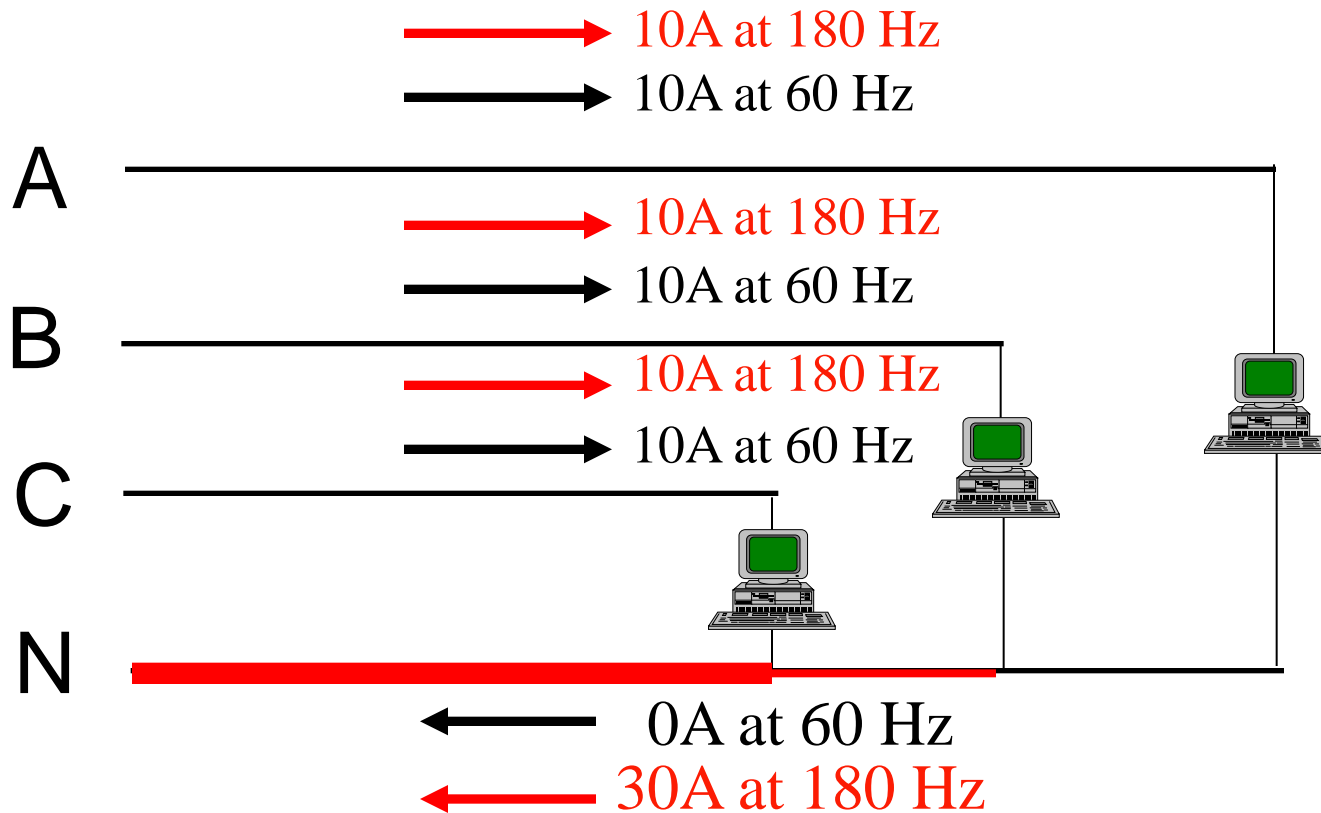 10A at 180 Hz
10A at 60 Hz
A
10A at 180 Hz
10A at 60 Hz
B
10A at 180 Hz
10A at 60 Hz
C
N
0A at 60 Hz
30A at 180 Hz